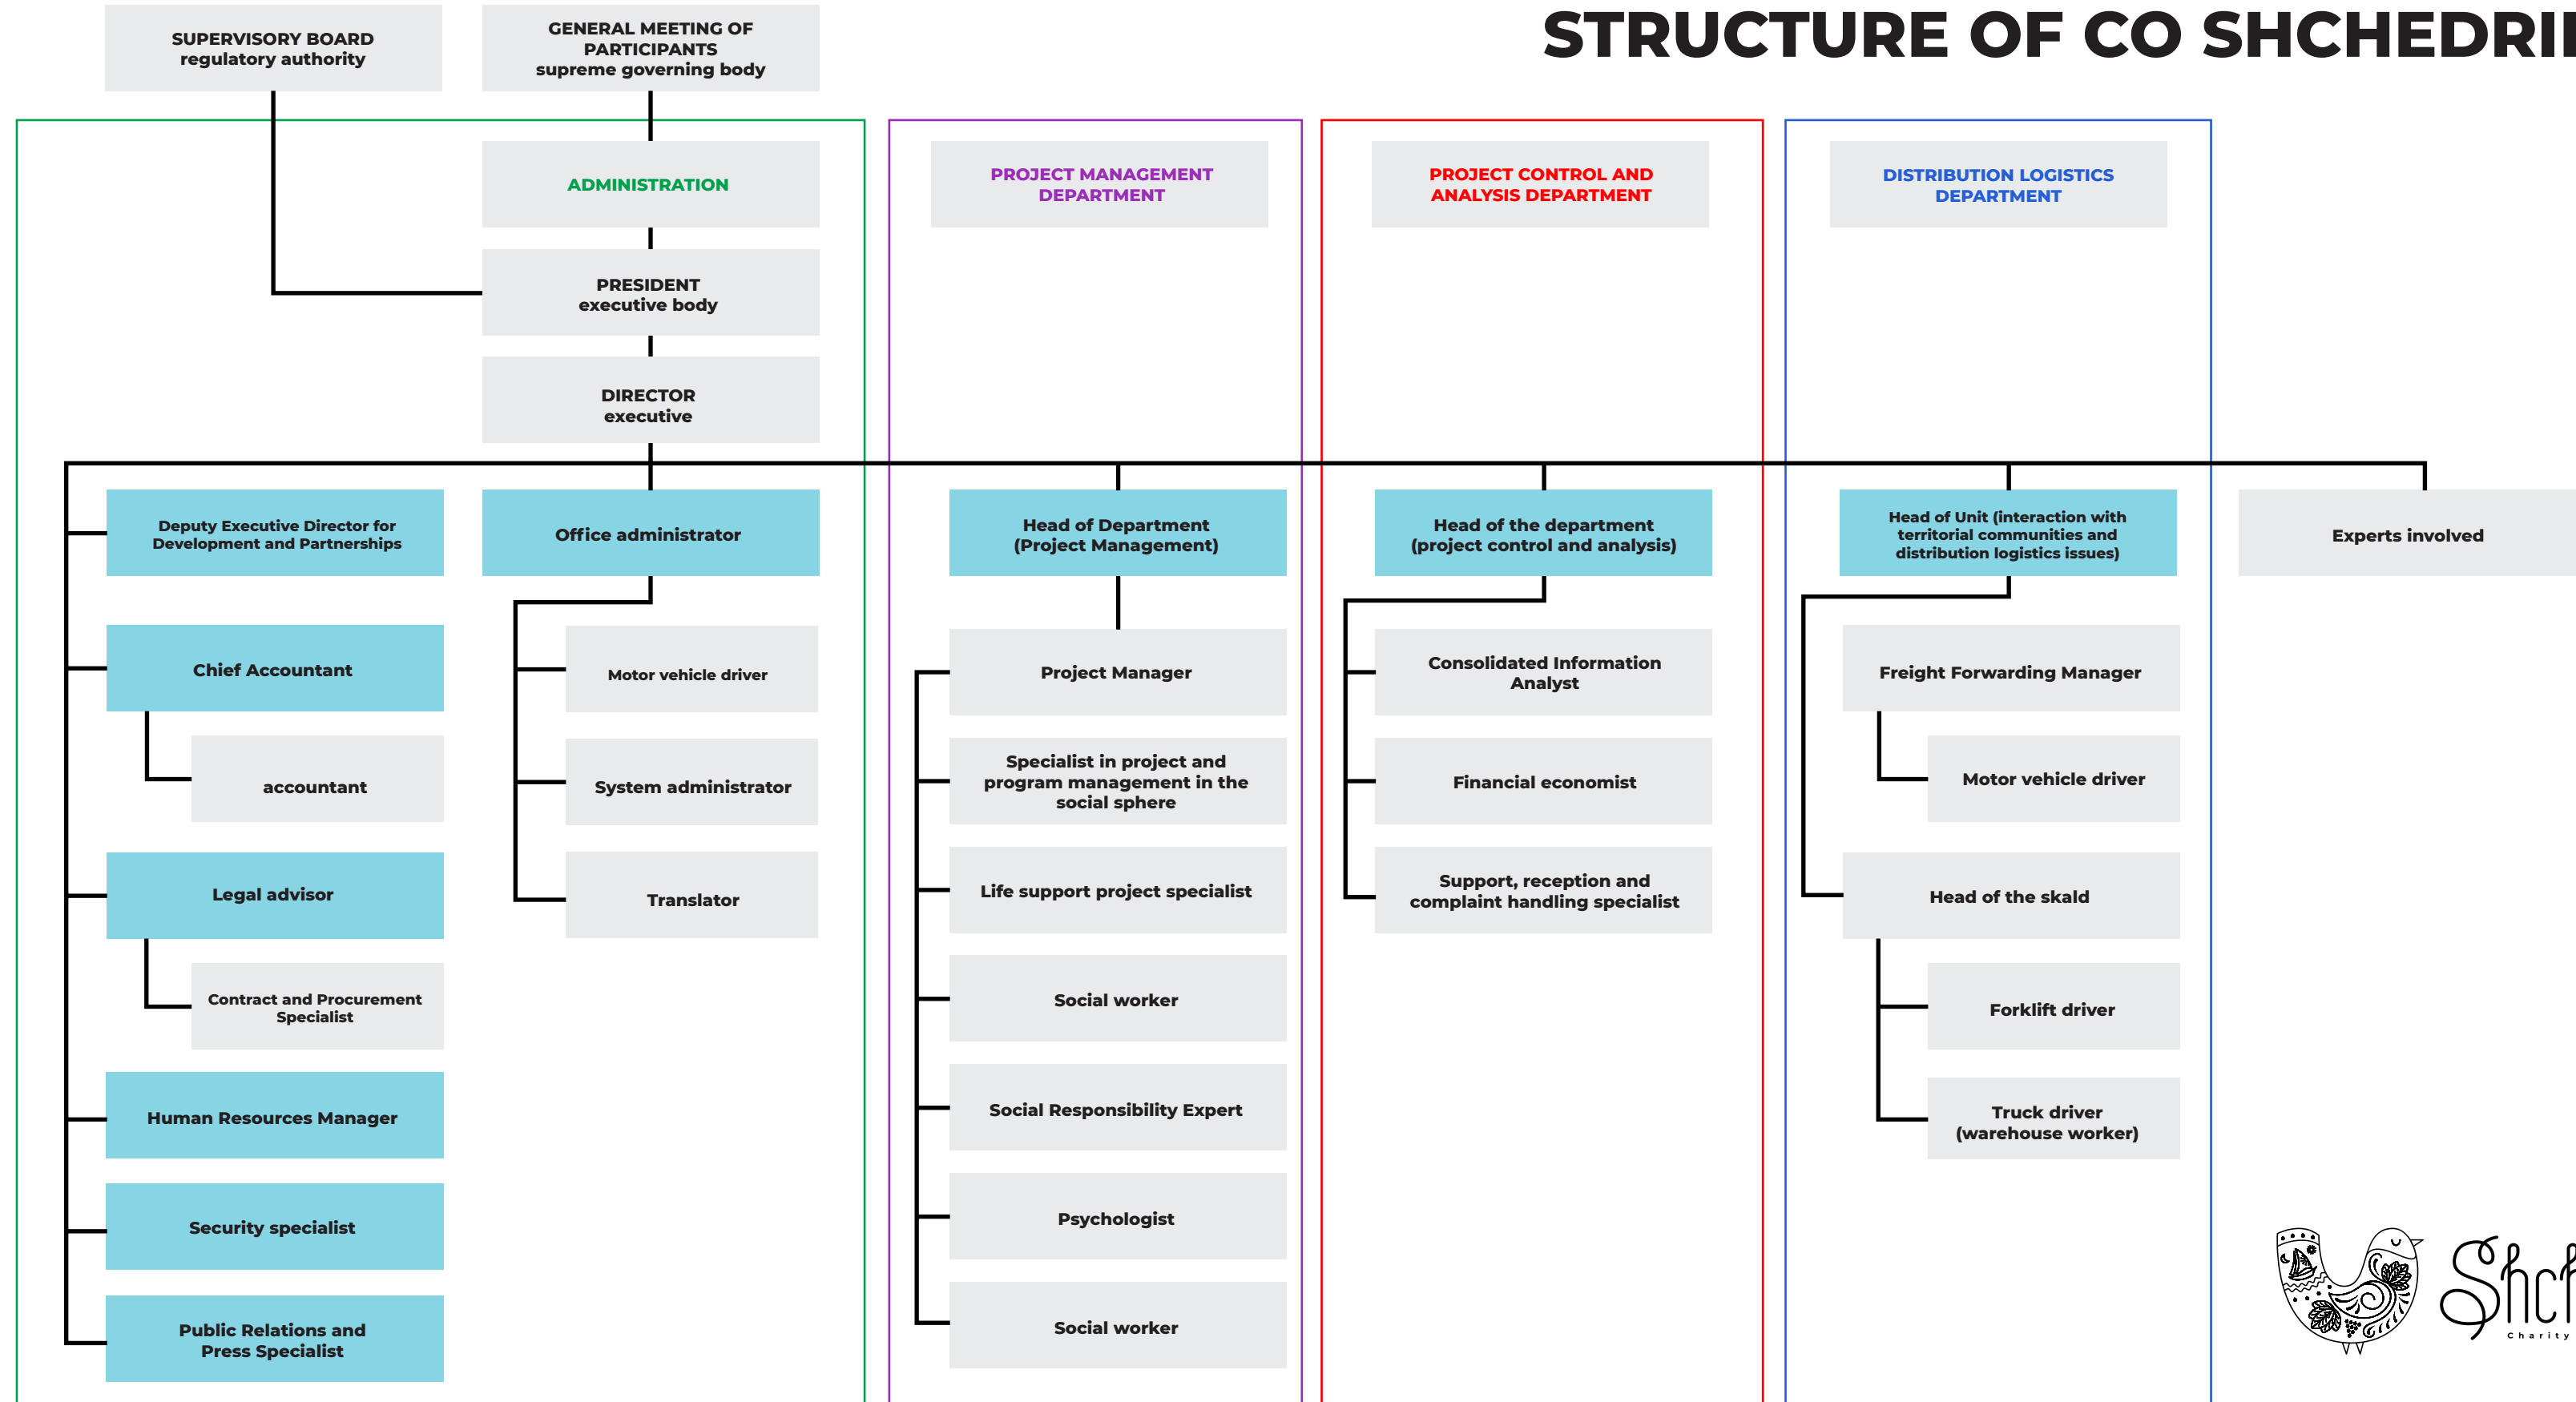 STRUCTURE OF CO SHCHEDRI
SUPERVISORY BOARD
regulatory authority
GENERAL MEETING OF
PARTICIPANTS
supreme governing body
ADMINISTRATION
PRESIDENT
executive body
DIRECTOR
executive
PROJECT MANAGEMENT
DEPARTMENT
PROJECT CONTROL AND
ANALYSIS DEPARTMENT
DISTRIBUTION LOGISTICS
DEPARTMENT
Deputy Executive Director for
Development and Partnerships
Chief Accountant
accountant
Legal advisor
Contract and Procurement
Specialist
Human Resources Manager
Security specialist
Public Relations and
Press Specialist
Office administrator
Motor vehicle driver
System administrator
Translator
Head of Department
(Project Management)
Project Manager
Specialist in project and
program management in the
social sphere
Life support project specialist
Social worker
Social Responsibility Expert
Psychologist
Social worker
Head of the department
(project control and analysis)
Consolidated Information
Analyst
Financial economist
Support, reception and
complaint handling specialist
Head of Unit (interaction with
territorial communities and
distribution logistics issues)
Freight Forwarding Manager
Motor vehicle driver
Head of the skald
Forklift driver
Truck driver
(warehouse worker)
Experts involved
Shch
Charity